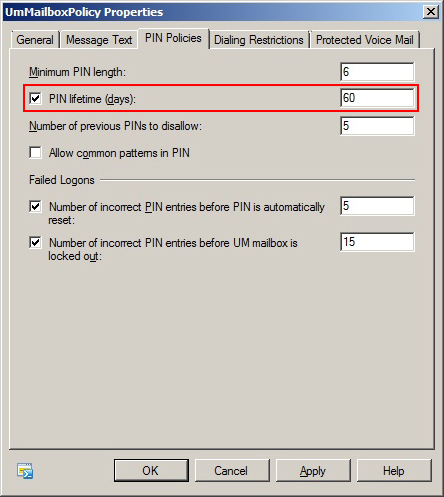 UmMailboxPolicy Properties
General
Message Text
PIN Policies
Dialing Restrictions
Protected Voice Mail
Minimum PIN length:
6
PIN lifetime (days):
60
Number of previous PINs to disallow:
5
Allow common patterns in PIN
Failed Logons
Number of incorrect PIN entries before PIN is automatically
reset:
5
Number of incorrect PIN entries before UM mailbox is
locked out:
15
OK
Cancel
Apply
Help